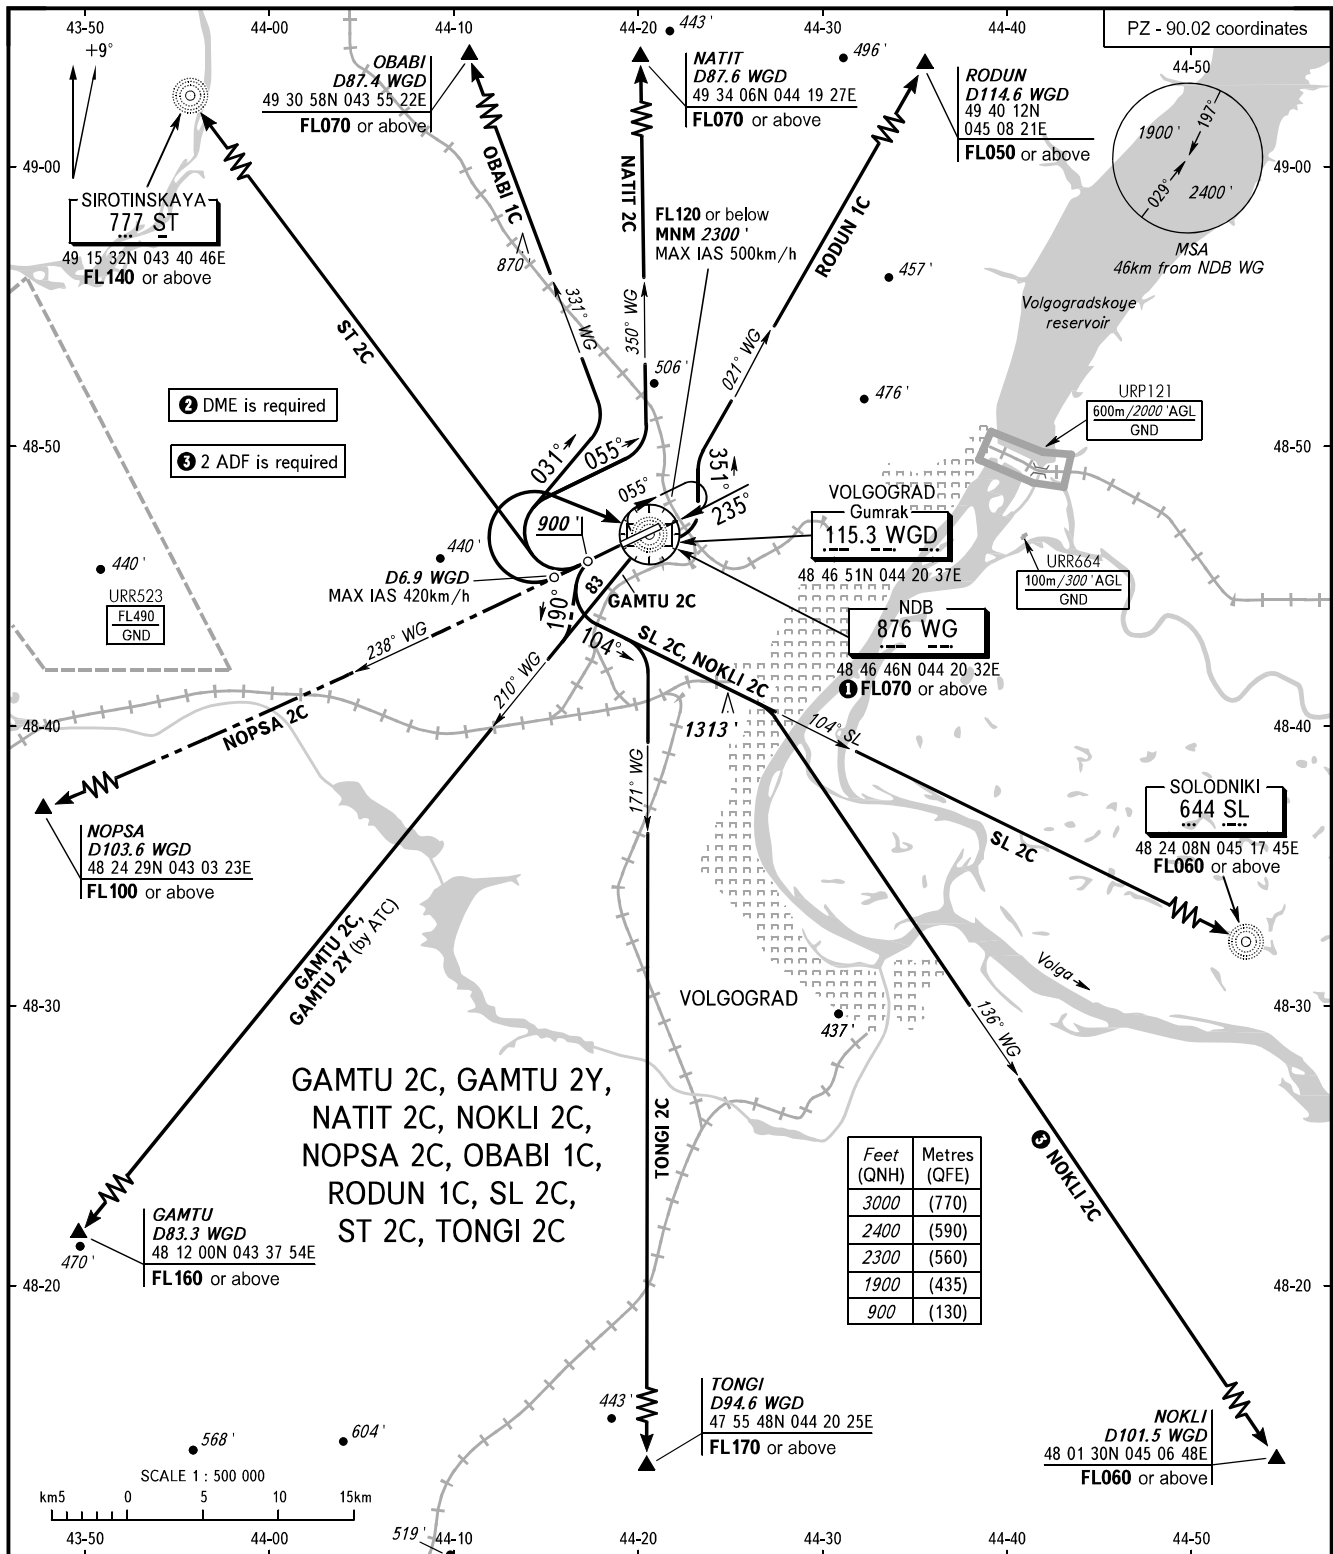 43-50
44-00
44-10
44-20
44-30
44-40
44-50
PZ - 90.02 coordinates
+9°
443'
496'
OBABI
D87.4 WGD
49 30 58N 043 55 22E
FL070 or above
NATIT
D87.6 WGD
49 34 06N 044 19 27E
FL070 or above
RODUN
D114.6 WGD
49 40 12N
045 08 21E
FL050 or above
1900'
197°
029°
2400'
MSA
46km from NDB WG
49-00
49-00
SIROTINSKAYA
777 ST
49 15 32N 043 40 46E
FL140 or above
OBABI 1C
870'
NATIT 2C
FL120 or below
MNM 2300'
MAX IAS 500km/h
RODUN 1C
457'
Volgogradskoye
reservoir
ST 2C
331° WG
350° WG
021° WG
506'
476'
URP121
600m/2000'AGL
GND
2 DME is required
3 2 ADF is required
48-50
48-50
031°
055°
055°
351°
235°
VOLGOGRAD
Gumrak
115.3 WGD
48 46 51N 044 20 37E
900'
440'
440'
D6.9 WGD
MAX IAS 420km/h
URR523
FL490
GND
190°
83
GAMTU 2C
NDB
876 WG
48 46 46N 044 20 32E
1 FL070 or above
URR664
100m/300'AGL
GND
238° WG
210° WG
104°
SL 2C, NOKLI 2C
1313'
104° SL
171° WG
48-40
48-40
NOPSA 2C
NOPSA
D103.6 WGD
48 24 29N 043 03 23E
FL100 or above
SOLODNIKI
644 SL
48 24 08N 045 17 45E
FL060 or above
SL 2C
GAMTU 2C,
GAMTU 2Y (by ATC)
VOLGOGRAD
Volga
437'
136° WG
48-30
48-30
GAMTU 2C, GAMTU 2Y,
NATIT 2C, NOKLI 2C,
NOPSA 2C, OBABI 1C,
RODUN 1C, SL 2C,
ST 2C, TONGI 2C
TONGI 2C
3 NOKLI 2C
Feet Metres
(QNH) (QFE)
3000 (770)
2400 (590)
2300 (560)
1900 (435)
900 (130)
GAMTU
D83.3 WGD
48 12 00N 043 37 54E
FL160 or above
470'
48-20
48-20
443'
TONGI
D94.6 WGD
47 55 48N 044 20 25E
FL170 or above
NOKLI
D101.5 WGD
48 01 30N 045 06 48E
FL060 or above
568'
604'
SCALE 1 : 500 000
km5 0 5 10 15km
519'
43-50
44-00
44-10
44-20
44-30
44-40
44-50